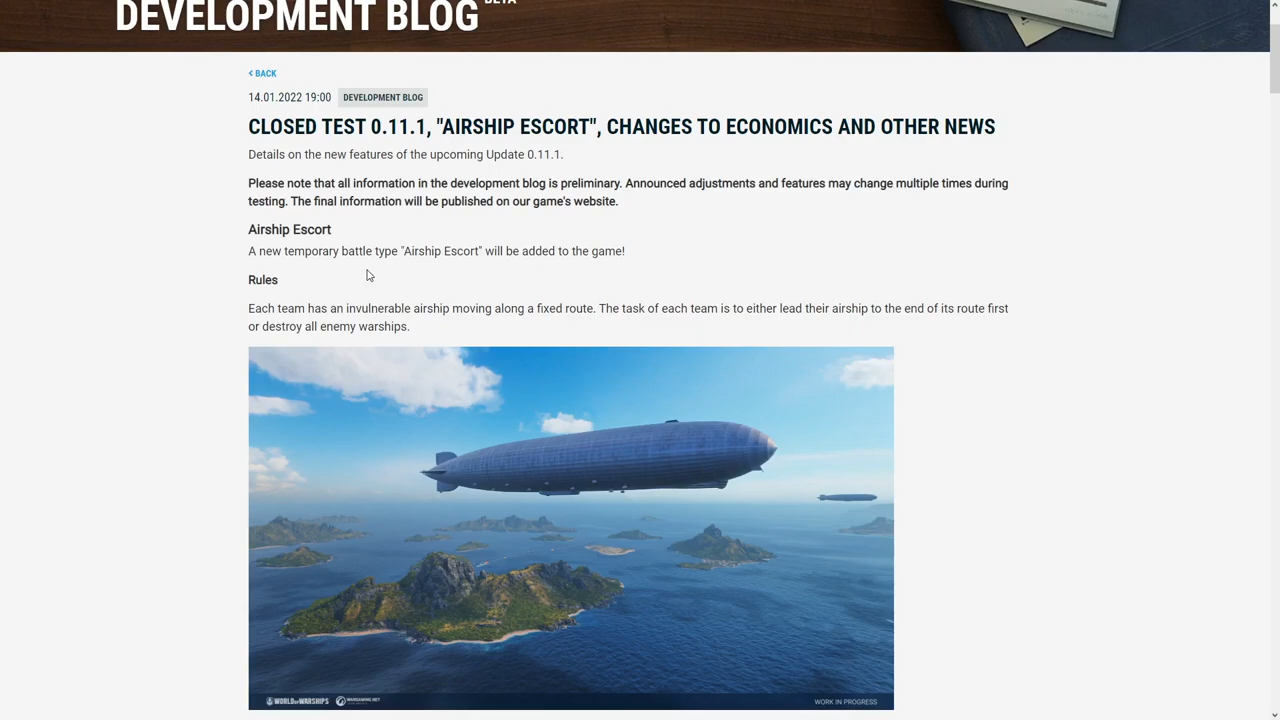 DEVELOPMENT BLOG
BACK
14.01.2022 19:00 DEVELOPMENT BLOG
CLOSED TEST 0.11.1, "AIRSHIP ESCORT", CHANGES TO ECONOMICS AND OTHER NEWS
Details on the new features of the upcoming Update 0.11.1.
Please note that all information in the development blog is preliminary. Announced adjustments and features may change multiple times during
testing. The final information will be published on our game's website.
Airship Escort
A new temporary battle type "Airship Escort" will be added to the game!
Rules
Each team has an invulnerable airship moving along a fixed route. The task of each team is to either lead their airship to the end of its route first
or destroy all enemy warships.
WORLD OF WARSHIPS WARGAMING.NET WORK IN PROGRESS